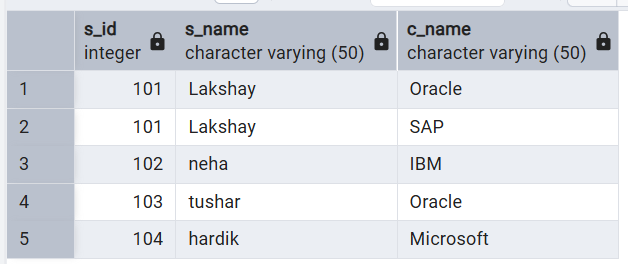 s_id s_name c_name
integer character varying (50) character varying (50)
1 101 Lakshay Oracle
2 101 Lakshay SAP
3 102 neha IBM
4 103 tushar Oracle
5 104 hardik Microsoft